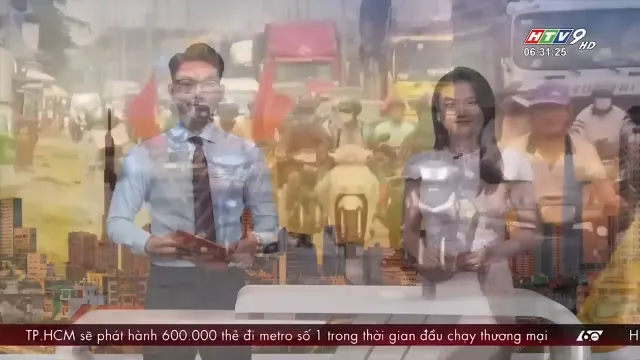 HTV9 HD
06:31:25
TP.HCM sẽ phát hành 600.000 thẻ đi metro số 1 trong thời gian đầu chạy thương mại
60
H